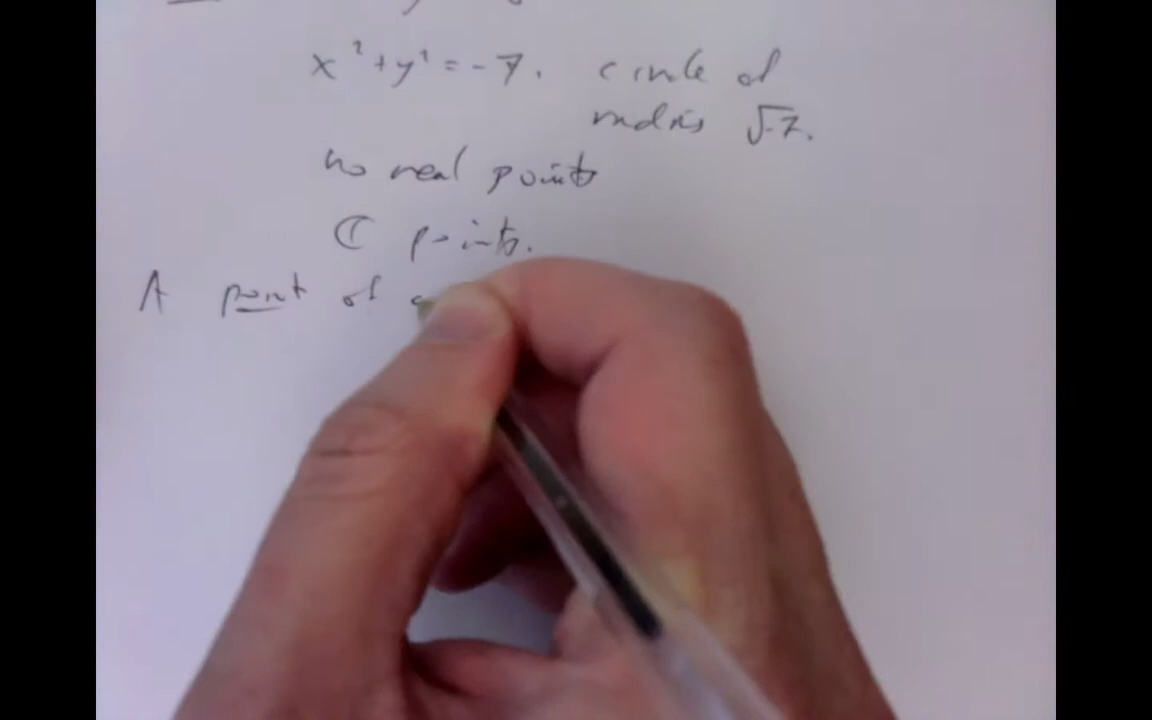 x² + y² = -7. circle of
radius √-7.
no real points
ℂ points.
A point of